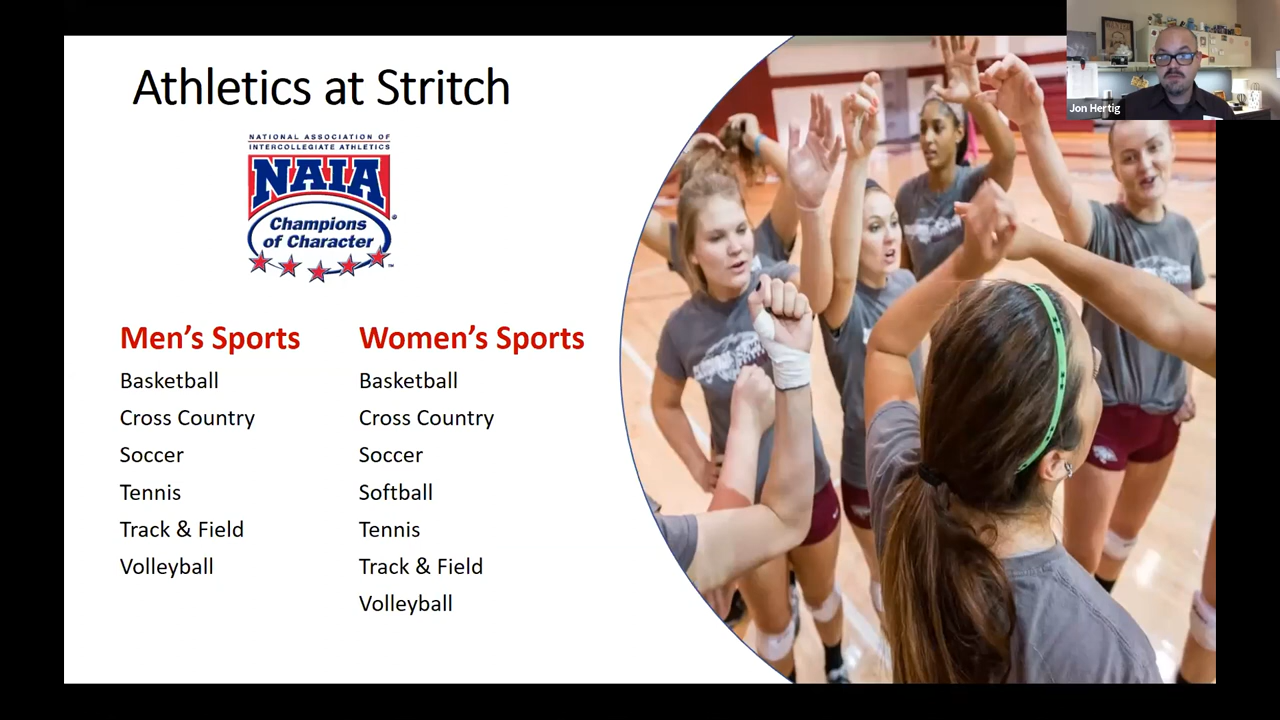 Athletics at Stritch
NATIONAL ASSOCIATION OF
INTERCOLLEGIATE ATHLETICS
NAIA
Champions
of Character
Men's Sports
Basketball
Cross Country
Soccer
Tennis
Track & Field
Volleyball
Women's Sports
Basketball
Cross Country
Soccer
Softball
Tennis
Track & Field
Volleyball
Jon Hertig